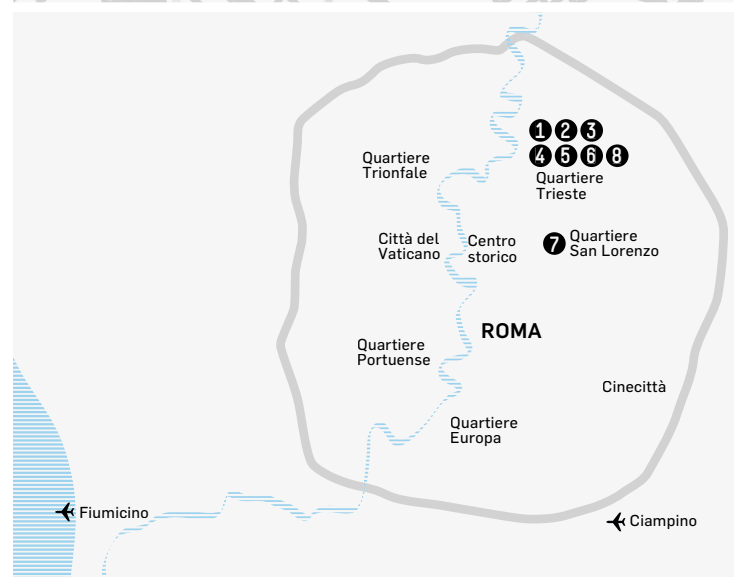 1 2 3
4 5 6 8
Quartiere
Trieste
Quartiere
Trionfale
Città del
Vaticano
Centro
storico
7 Quartiere
San Lorenzo
ROMA
Quartiere
Portuense
Cinecittà
Quartiere
Europa
Fiumicino
Ciampino